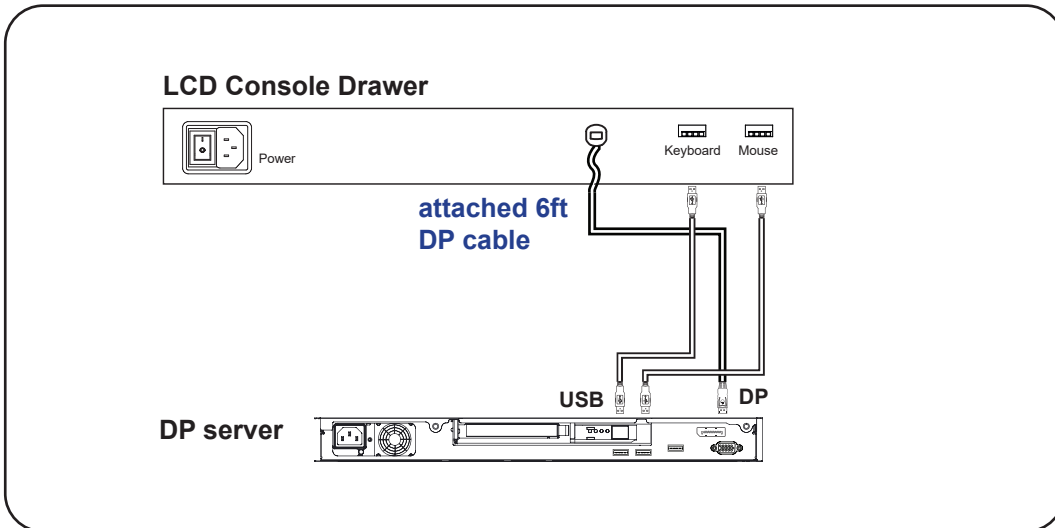 LCD Console Drawer
Power
Keyboard Mouse
attached 6ft
DP cable
USB
DP
DP server